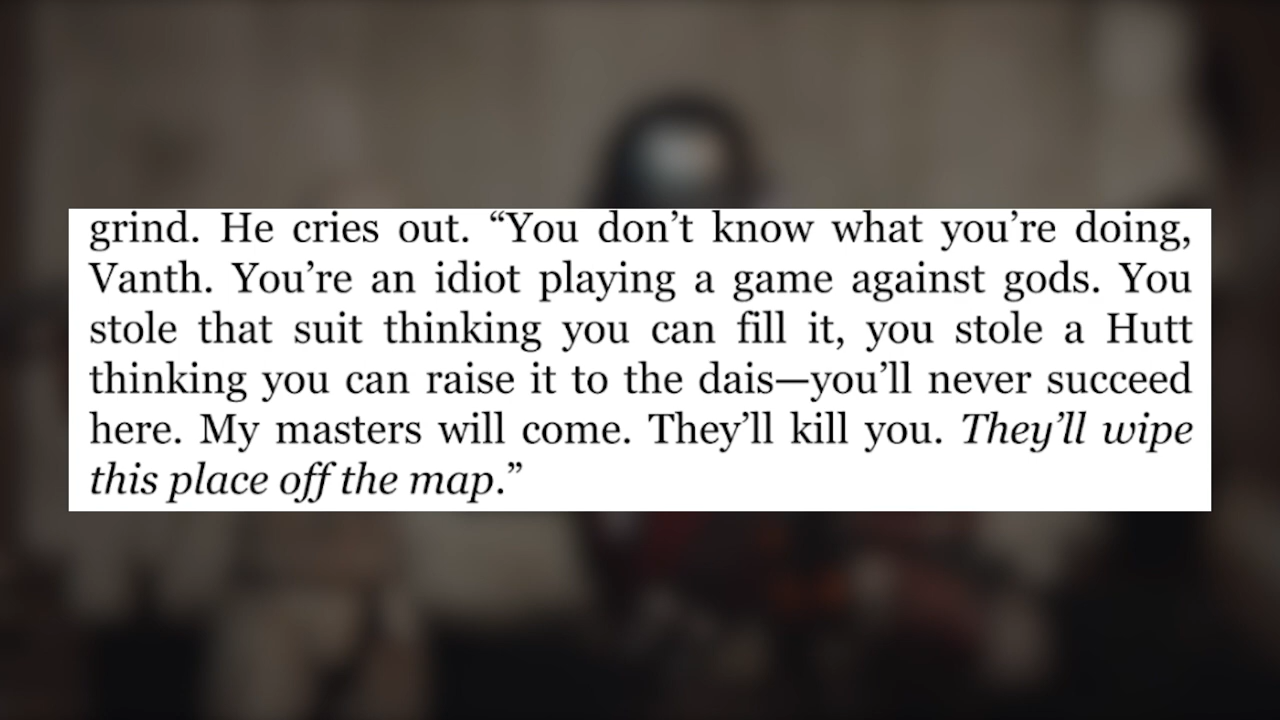 grind. He cries out. “You don’t know what you’re doing,
Vanth. You’re an idiot playing a game against gods. You
stole that suit thinking you can fill it, you stole a Hutt
thinking you can raise it to the dais—you’ll never succeed
here. My masters will come. They’ll kill you. They’ll wipe
this place off the map.”